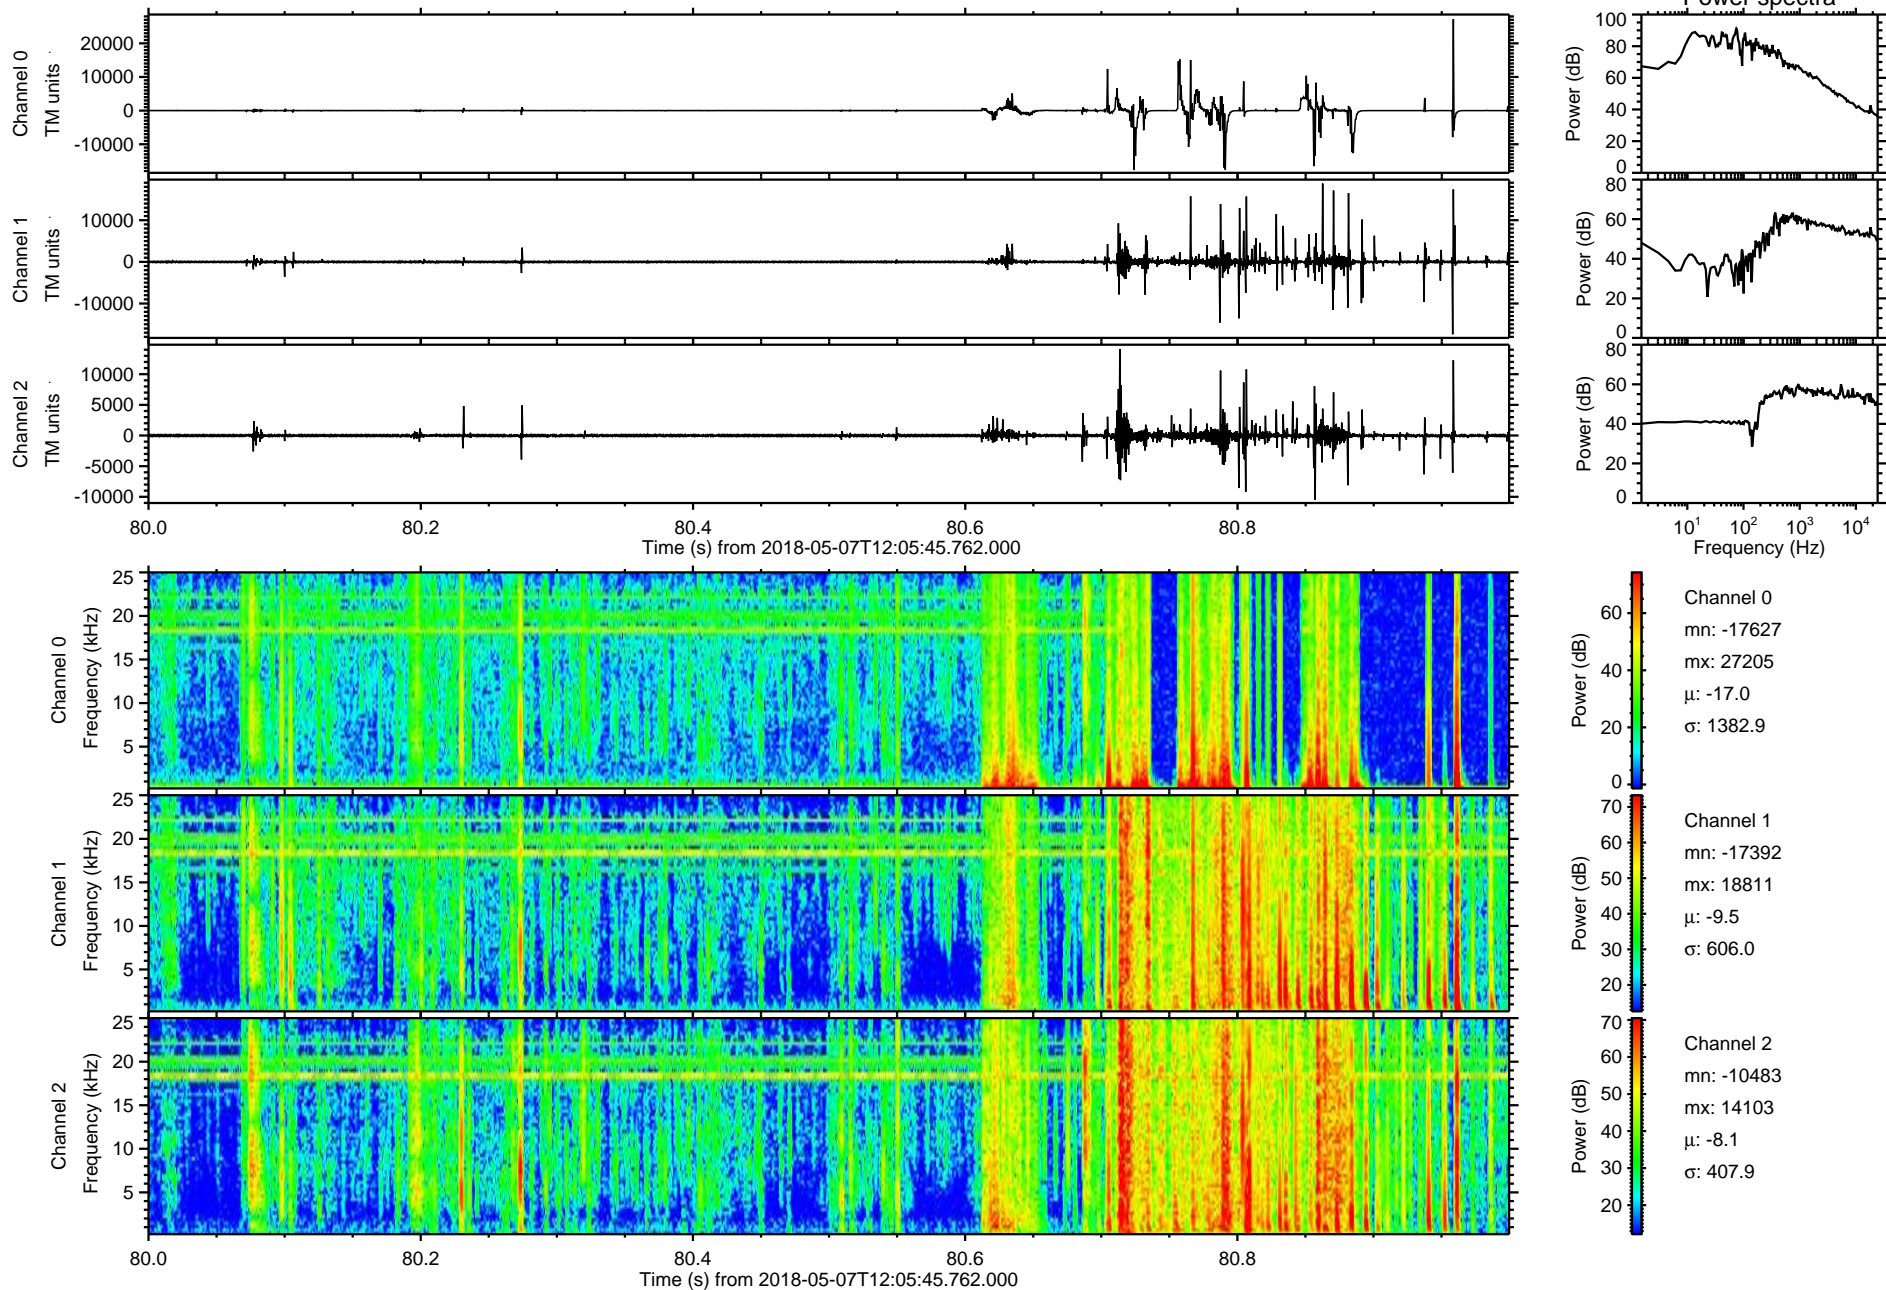 Power spectra
Channel 0
TM units
20000
10000
0
-10000
Power (dB)
100
80
60
40
20
0
Channel 1
TM units
10000
0
-10000
Power (dB)
80
60
40
20
0
Channel 2
TM units
10000
5000
0
-5000
-10000
Power (dB)
80
60
40
20
0
80.0 80.2 80.4 80.6 80.8
Time (s) from 2018-05-07T12:05:45.762.000
10¹ 10² 10³ 10⁴
Frequency (Hz)
Channel 0
Frequency (kHz)
25
20
15
10
5
Power (dB)
60
40
20
0
Channel 0
mn: -17627
mx: 27205
μ: -17.0
σ: 1382.9
Channel 1
Frequency (kHz)
25
20
15
10
5
Power (dB)
70
60
50
40
30
20
Channel 1
mn: -17392
mx: 18811
μ: -9.5
σ: 606.0
Channel 2
Frequency (kHz)
25
20
15
10
5
Power (dB)
70
60
50
40
30
20
Channel 2
mn: -10483
mx: 14103
μ: -8.1
σ: 407.9
80.0 80.2 80.4 80.6 80.8
Time (s) from 2018-05-07T12:05:45.762.000